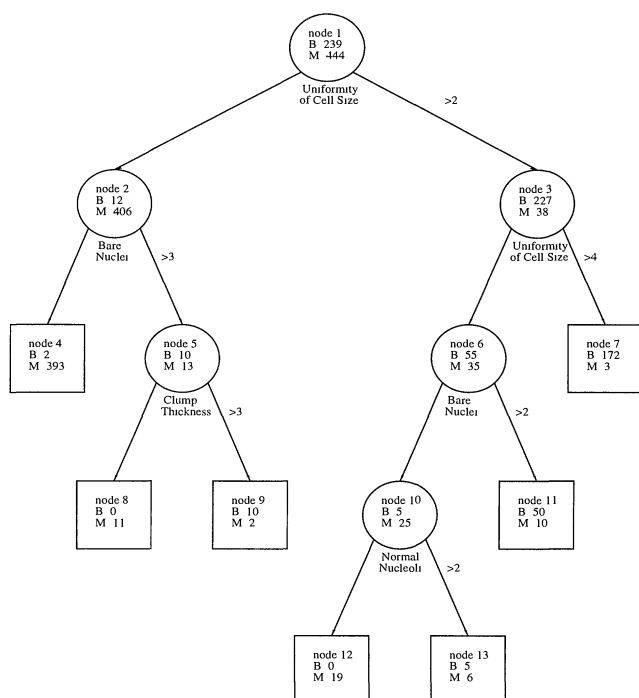 node 1
B 239
M 444
Uniformity
of Cell Size
>2
node 2
B 12
M 406
Bare
Nuclei
>3
node 3
B 227
M 38
Uniformity
of Cell Size
>4
node 4
B 2
M 393
node 5
B 10
M 13
Clump
Thickness
>3
node 6
B 55
M 35
Bare
Nuclei
>2
node 7
B 172
M 3
node 8
B 0
M 11
node 9
B 10
M 2
node 10
B 5
M 25
Normal
Nucleoli
>2
node 11
B 50
M 10
node 12
B 0
M 19
node 13
B 5
M 6